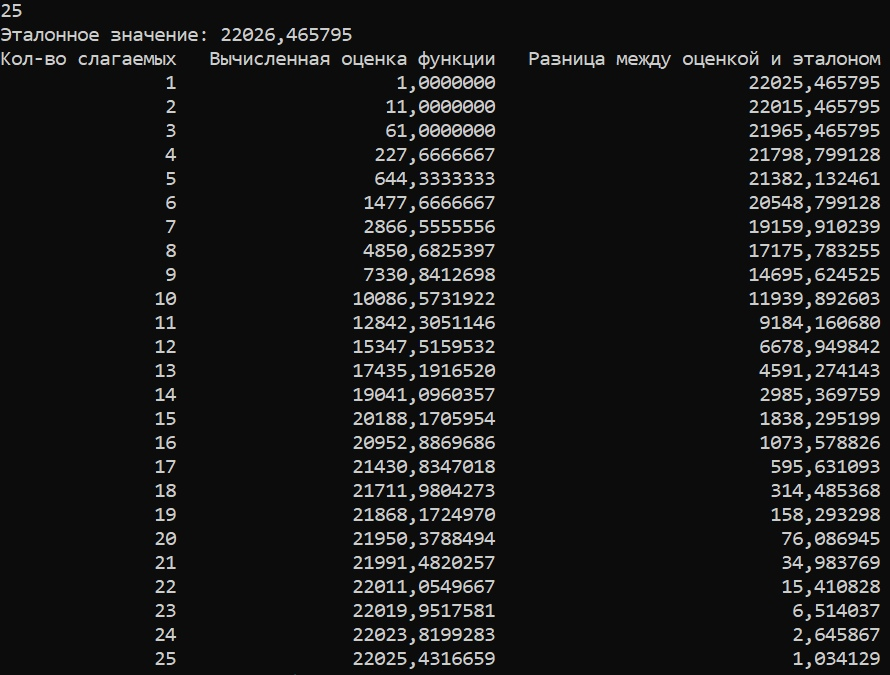 25
Эталонное значение: 22026,465795
Кол-во слагаемых   Вычисленная оценка функции   Разница между оценкой и эталоном
1   1,0000000   22025,465795
2   11,0000000   22015,465795
3   61,0000000   21965,465795
4   227,6666667   21798,799128
5   644,3333333   21382,132461
6   1477,6666667   20548,799128
7   2866,5555556   19159,910239
8   4850,6825397   17175,783255
9   7330,8412698   14695,624525
10   10086,5731922   11939,892603
11   12842,3051146   9184,160680
12   15347,5159532   6678,949842
13   17435,1916520   4591,274143
14   19041,0960357   2985,369759
15   20188,1705954   1838,295199
16   20952,8869686   1073,578826
17   21430,8347018   595,631093
18   21711,9804273   314,485368
19   21868,1724970   158,293298
20   21950,3788494   76,086945
21   21991,4820257   34,983769
22   22011,0549667   15,410828
23   22019,9517581   6,514037
24   22023,8199283   2,645867
25   22025,4316659   1,034129